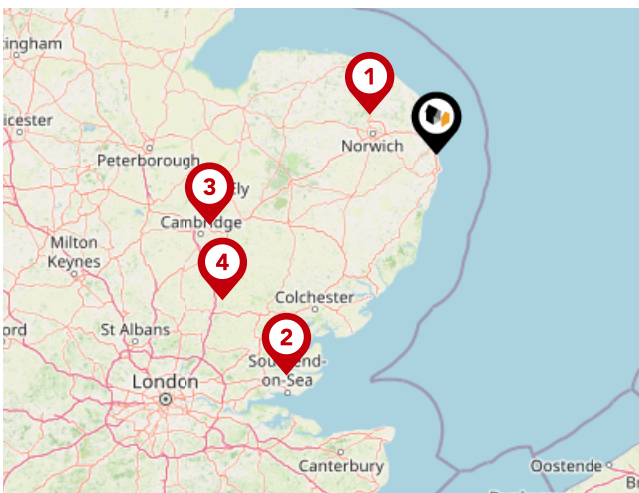 ingham
1
icester
Norwich
Peterborough
3
Ely
Cambridge
Milton
Keynes
4
Colchester
ord
St Albans
2
Southend-
on-Sea
London
Canterbury
Oostende